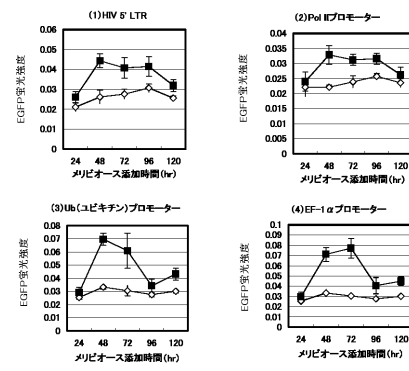 (1)HIV 5' LTR
EGFP蛍光強度
0.06
0.05
0.04
0.03
0.02
0.01
0
24 48 72 96 120
メリビオース添加時間(hr)
(2)Pol IIプロモーター
EGFP蛍光強度
0.04
0.035
0.03
0.025
0.02
0.015
0.01
0.005
0
24 48 72 96 120
メリビオース添加時間(hr)
(3)Ub(ユビキチン)プロモーター
EGFP蛍光強度
0.08
0.07
0.06
0.05
0.04
0.03
0.02
0.01
0
24 48 72 96 120
メリビオース添加時間(hr)
(4)EF-1αプロモーター
EGFP蛍光強度
0.1
0.09
0.08
0.07
0.06
0.05
0.04
0.03
0.02
0.01
0
24 48 72 96 120
メリビオース添加時間(hr)